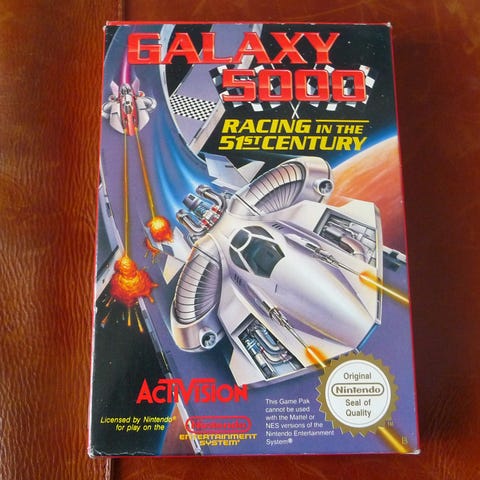 GALAXY
5000
RACING IN THE
51ST CENTURY
ACTIVISION
Licensed by Nintendo®
for play on the
Nintendo®
ENTERTAINMENT
SYSTEM®
This Game Pak
cannot be used
with the Mattel or
NES versions of the
Nintendo Entertainment
System®
Original
Nintendo
Seal of
Quality
TM
B